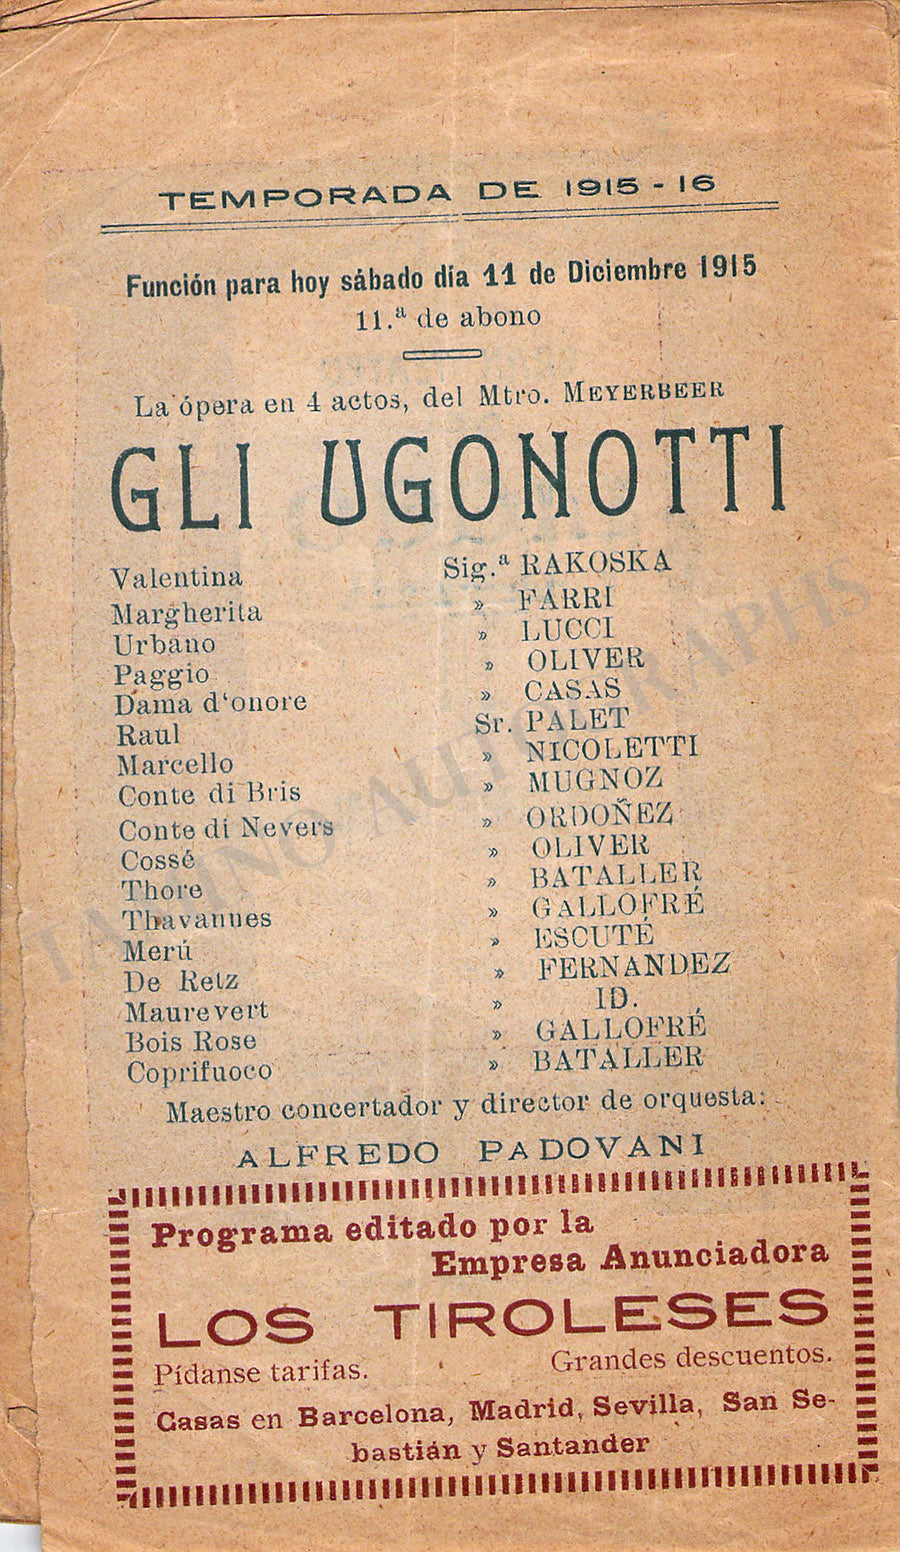 TEMPORADA DE 1915 - 16
Función para hoy sábado día 11 de Diciembre 1915
11.ª de abono
La ópera en 4 actos, del Mtro. MEYERBEER
GLI UGONOTTI
Valentina Sig.ª RAKOSKA
Margherita » FARRI
Urbano » LUCCI
Paggio » OLIVER
Dama d'onore » CASAS
Raul Sr. PALET
Marcello » NICOLETTI
Conte di Bris » MUGNOZ
Conte di Nevers » ORDOÑEZ
Cossé » OLIVER
Thore » BATALLER
Thavannes » GALLOFRÉ
Merú » ESCUTÉ
De Retz » FERNANDEZ
Maurevert » ID.
Bois Rose » GALLOFRÉ
Coprifuoco » BATALLER
Maestro concertador y director de orquesta:
ALFREDO PADOVANI
Programa editado por la
Empresa Anunciadora
LOS TIROLESES
Pídanse tarifas. Grandes descuentos.
Casas en Barcelona, Madrid, Sevilla, San Se-
bastián y Santander
TAMINO AUTOGRAPHS